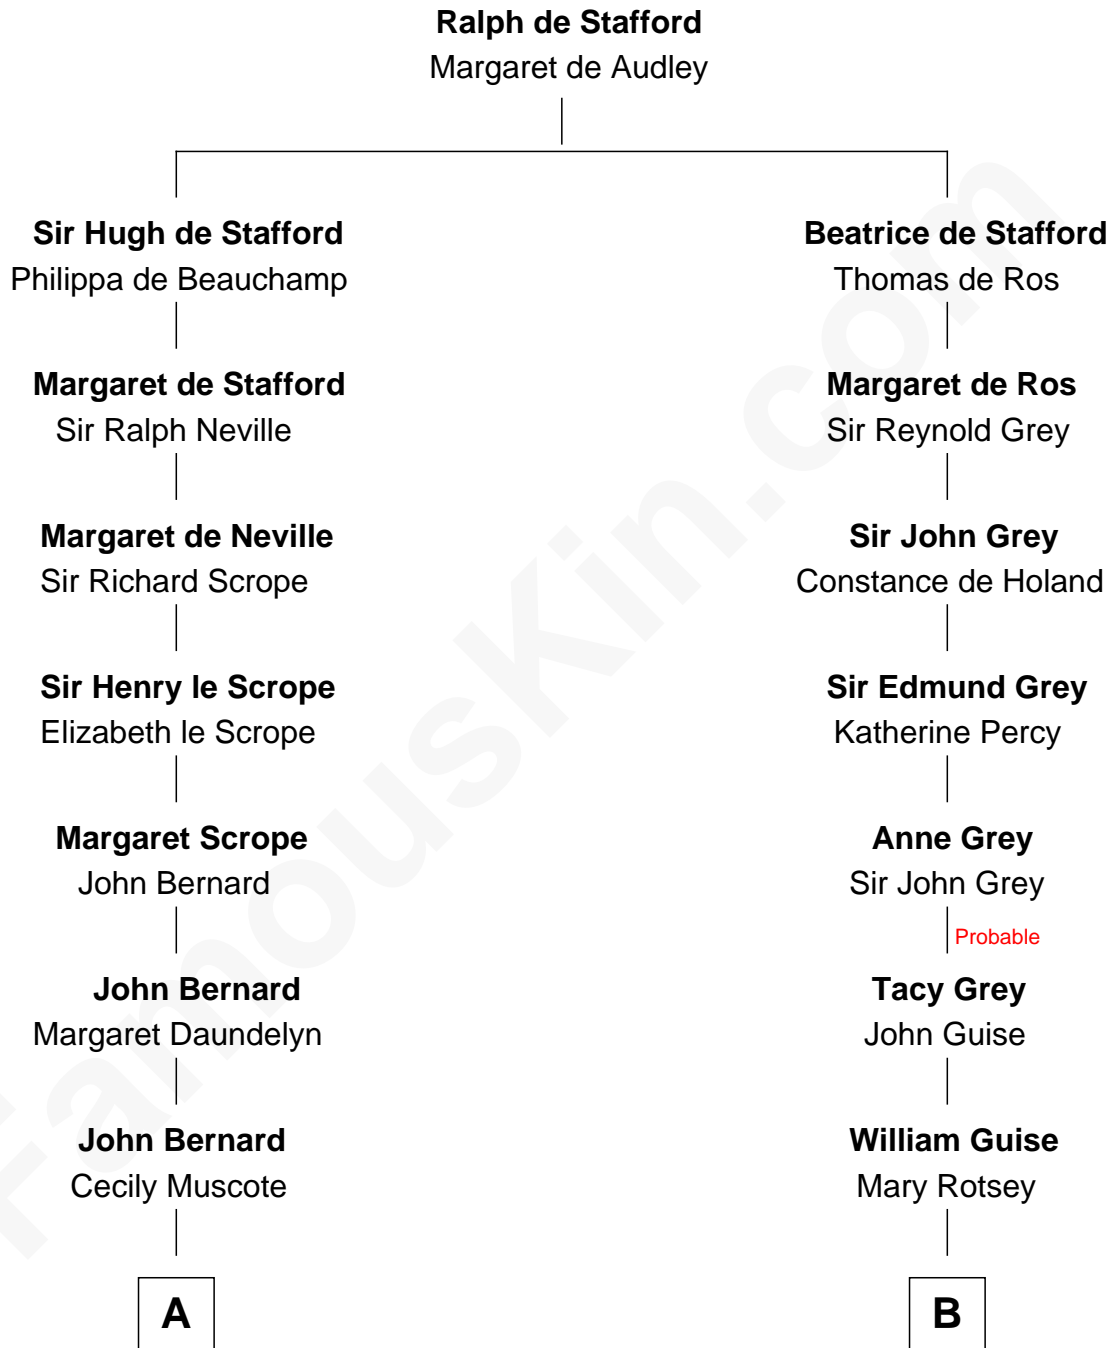 Ralph de Stafford
Margaret de Audley
Sir Hugh de Stafford
Philippa de Beauchamp
Beatrice de Stafford
Thomas de Ros
Margaret de Stafford
Sir Ralph Neville
Margaret de Ros
Sir Reynold Grey
Margaret de Neville
Sir Richard Scrope
Sir John Grey
Constance de Holand
Sir Henry le Scrope
Elizabeth le Scrope
Sir Edmund Grey
Katherine Percy
Margaret Scrope
John Bernard
Anne Grey
Sir John Grey
Probable
John Bernard
Margaret Daundelyn
Tacy Grey
John Guise
John Bernard
Cecily Muscote
William Guise
Mary Rotsey
A
B
FamousKin.com